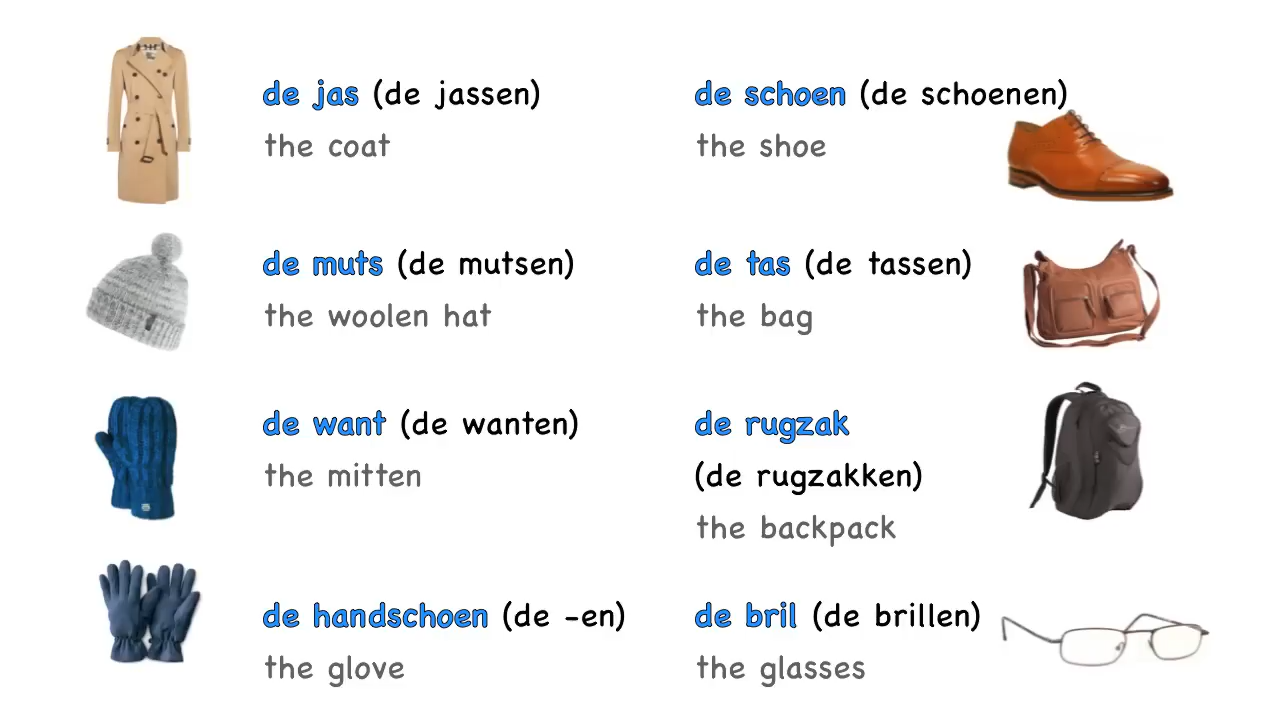 de jas (de jassen)
the coat
de muts (de mutsen)
the woolen hat
de want (de wanten)
the mitten
de handschoen (de -en)
the glove
de schoen (de schoenen)
the shoe
de tas (de tassen)
the bag
de rugzak
(de rugzakken)
the backpack
de bril (de brillen)
the glasses